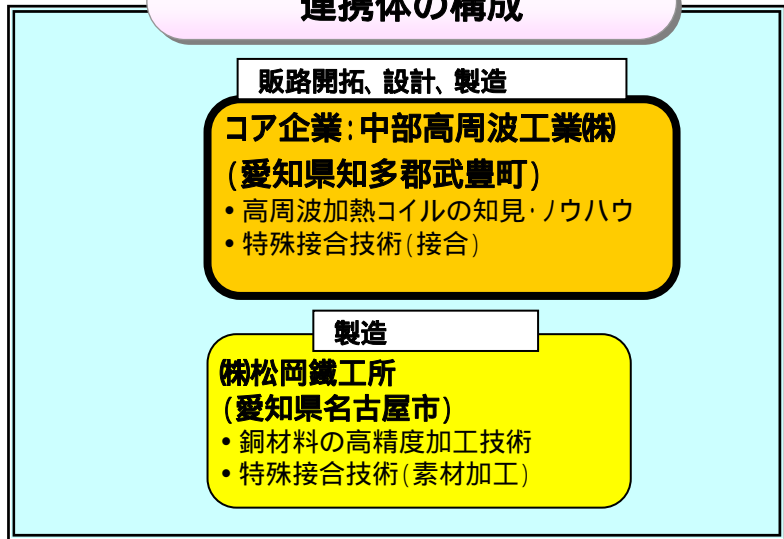 連携体の構成
販路開拓、設計、製造
コア企業:中部高周波工業㈱
(愛知県知多郡武豊町)
• 高周波加熱コイルの知見・ノウハウ
• 特殊接合技術(接合)
製造
㈱松岡鐵工所
(愛知県名古屋市)
• 銅材料の高精度加工技術
• 特殊接合技術(素材加工)